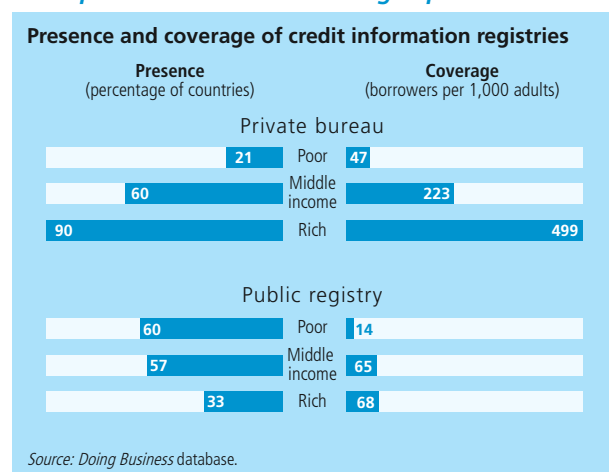 Presence and coverage of credit information registries
Presence Coverage
(percentage of countries) (borrowers per 1,000 adults)
Private bureau
21 Poor 47
60 Middle income 223
90 Rich 499
Public registry
60 Poor 14
57 Middle income 65
33 Rich 68
Source: Doing Business database.